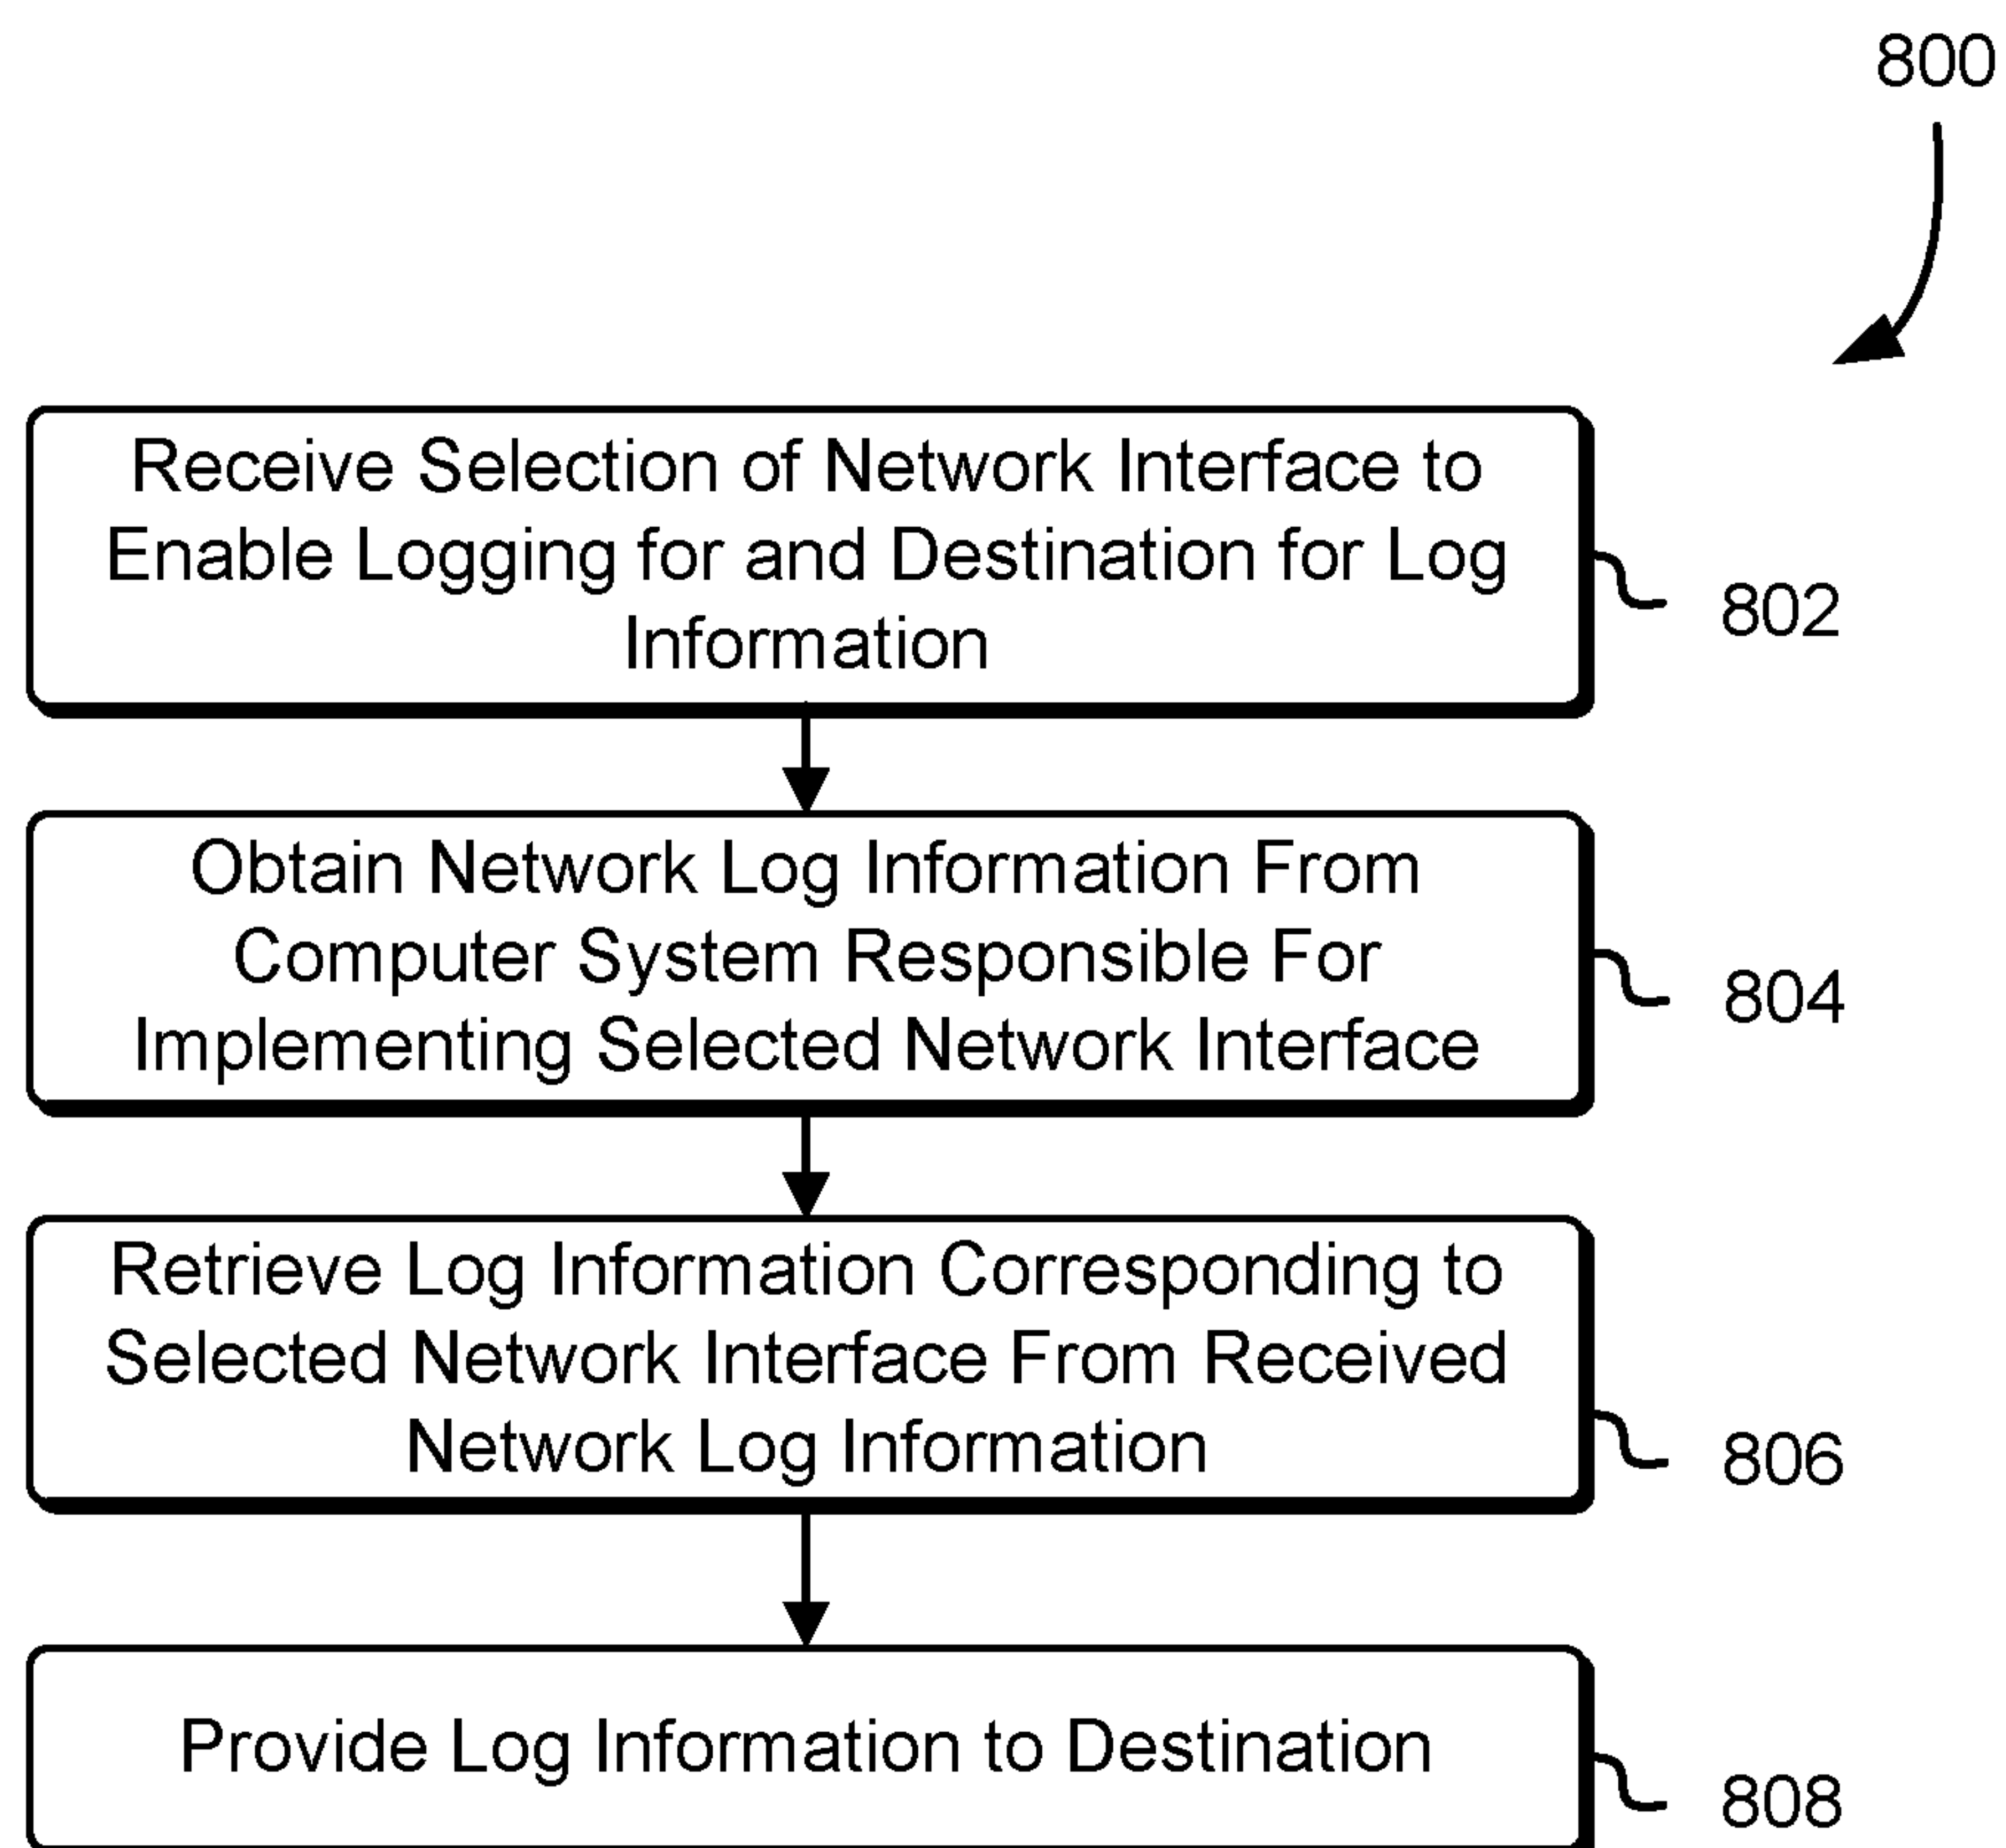 800
Receive Selection of Network Interface to
Enable Logging for and Destination for Log
Information
802
Obtain Network Log Information From
Computer System Responsible For
Implementing Selected Network Interface
804
Retrieve Log Information Corresponding to
Selected Network Interface From Received
Network Log Information
806
Provide Log Information to Destination
808